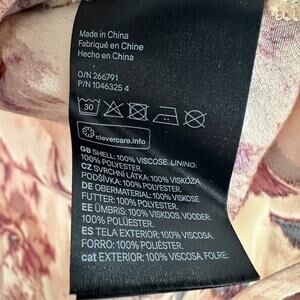 Made in China
Fabriqué en Chine
Hecho en China
O/N 266791
P/N 1046325 4
30
clevercare.info
GB SHELL: 100% VISCOSE. LINING:
100% POLYESTER.
CZ SVRCHNÍ LÁTKA: 100% VISKÓZA.
PODŠÍVKA: 100% POLYESTER.
DE OBERMATERIAL: 100% VISKOSE.
FUTTER: 100% POLYESTER.
EE ÜMBRIS: 100% VISKOOS. VOODER:
100% POLÜESTER.
ES TELA EXTERIOR: 100% VISCOSA.
FORRO: 100% POLIÉSTER.
cat EXTERIOR: 100% VISCOSA. FOLRE: